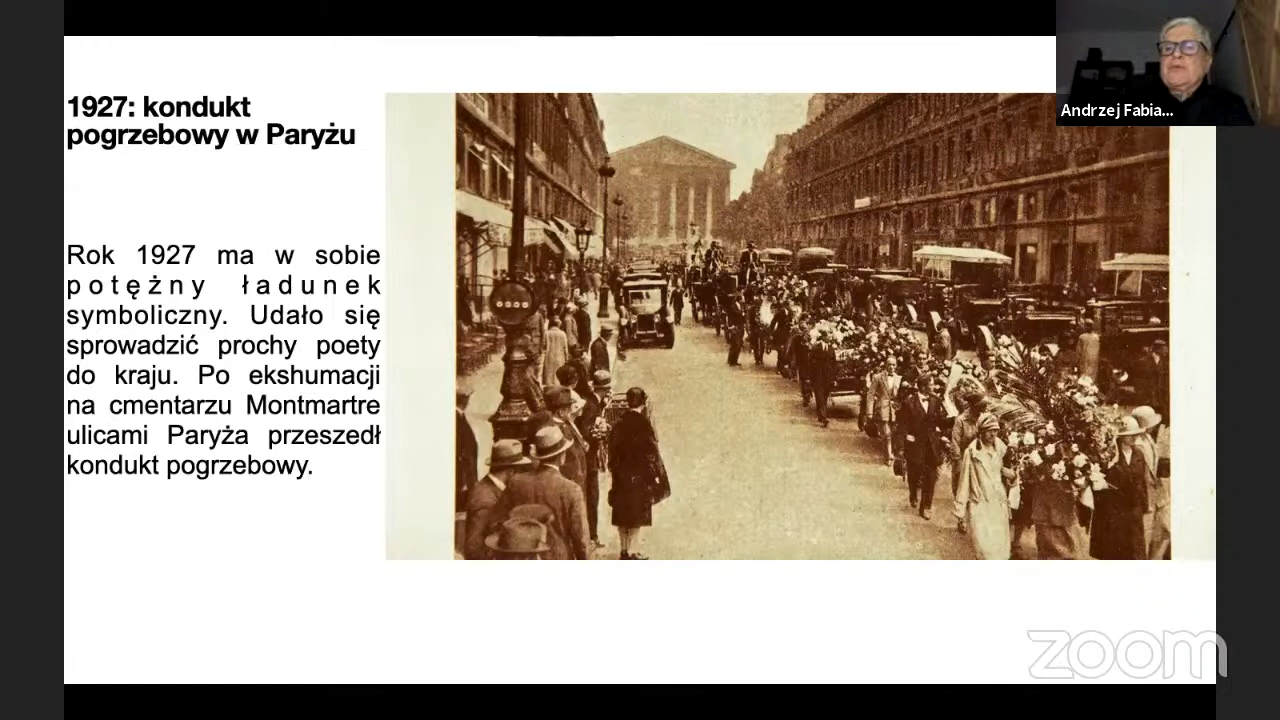 1927: kondukt
pogrzebowy w Paryżu
Rok 1927 ma w sobie
potężny ładunek
symboliczny. Udało się
sprowadzić prochy poety
do kraju. Po ekshumacji
na cmentarzu Montmartre
ulicami Paryża przeszedł
kondukt pogrzebowy.
Andrzej Fabia...
zoom